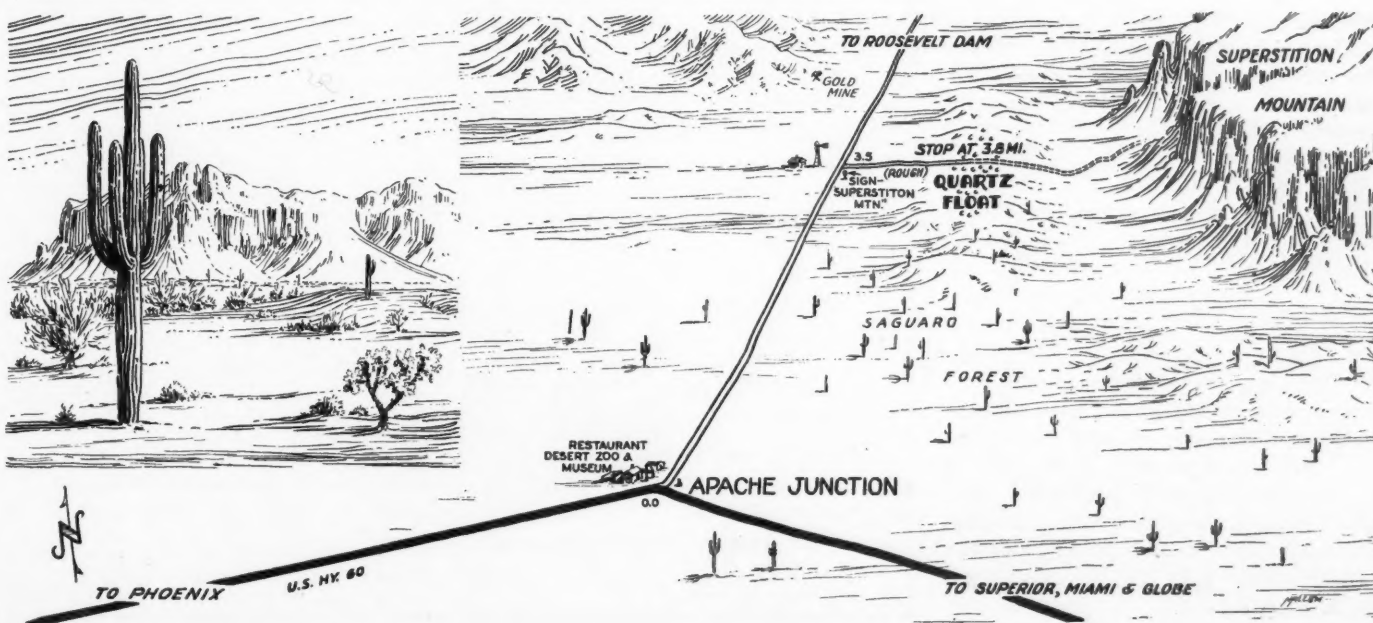 TO ROOSEVELT DAM
SUPERSTITION
MOUNTAIN
GOLD
MINE
3.5
STOP AT 3.8 MI.
(ROUGH)
QUARTZ
FLOAT
SIGN-
SUPERSTITON
MTN."
SAGUARO
FOREST
RESTAURANT
DESERT ZOO &
MUSEUM
APACHE JUNCTION
0.0
N
U.S. HY. 60
TO PHOENIX
TO SUPERIOR, MIAMI & GLOBE